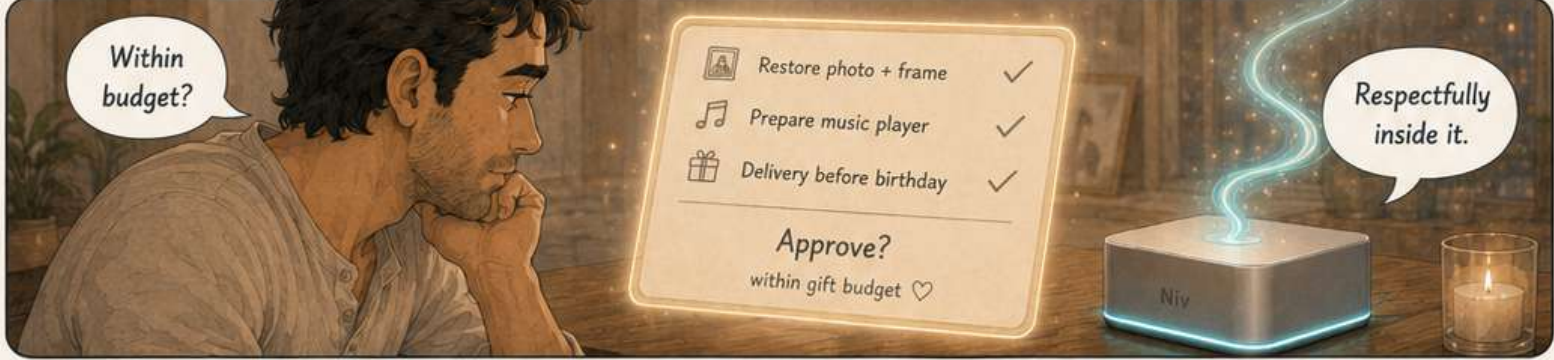 Within
budget?
Restore photo + frame
Prepare music player
Delivery before birthday
Approve?
within gift budget ♡
Respectfully
inside it.
Niv